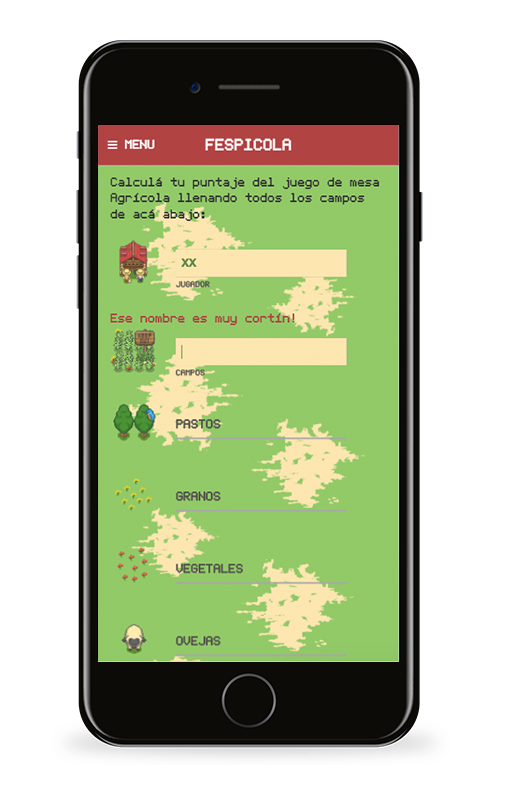 ≡ MENU
FESPICOLA
Calculá tu puntaje del juego de mesa
Agrícola llenando todos los campos
de acá abajo:
XX
JUGADOR
Ese nombre es muy cortín!
CAMPOS
PASTOS
GRANOS
VEGETALES
OVEJAS